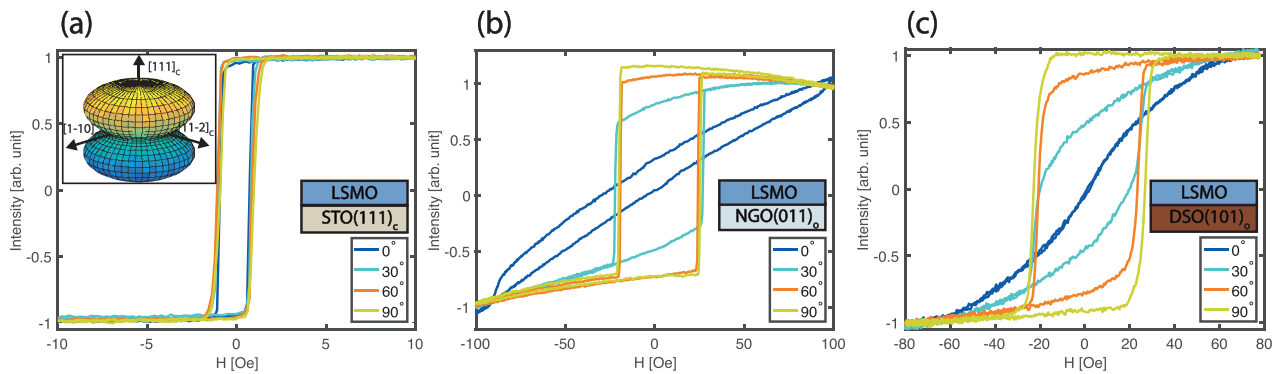 (a)
Intensity [arb. unit]
1
0.5
0
-0.5
-1
-10
-5
0
5
10
H [Oe]
[111]c
[1-10]
11-2]c
LSMO
STO(111)c
0°
30°
60°
90°
(b)
Intensity [arb. unit]
1
0.5
0
-0.5
-1
-100
-50
0
50
100
H [Oe]
LSMO
NGO(011)o
0°
30°
60°
90°
(c)
Intensity [arb. unit]
1
0.5
0
-0.5
-1
-80
-60
-40
-20
0
20
40
60
80
H [Oe]
LSMO
DSO(101)o
0°
30°
60°
90°